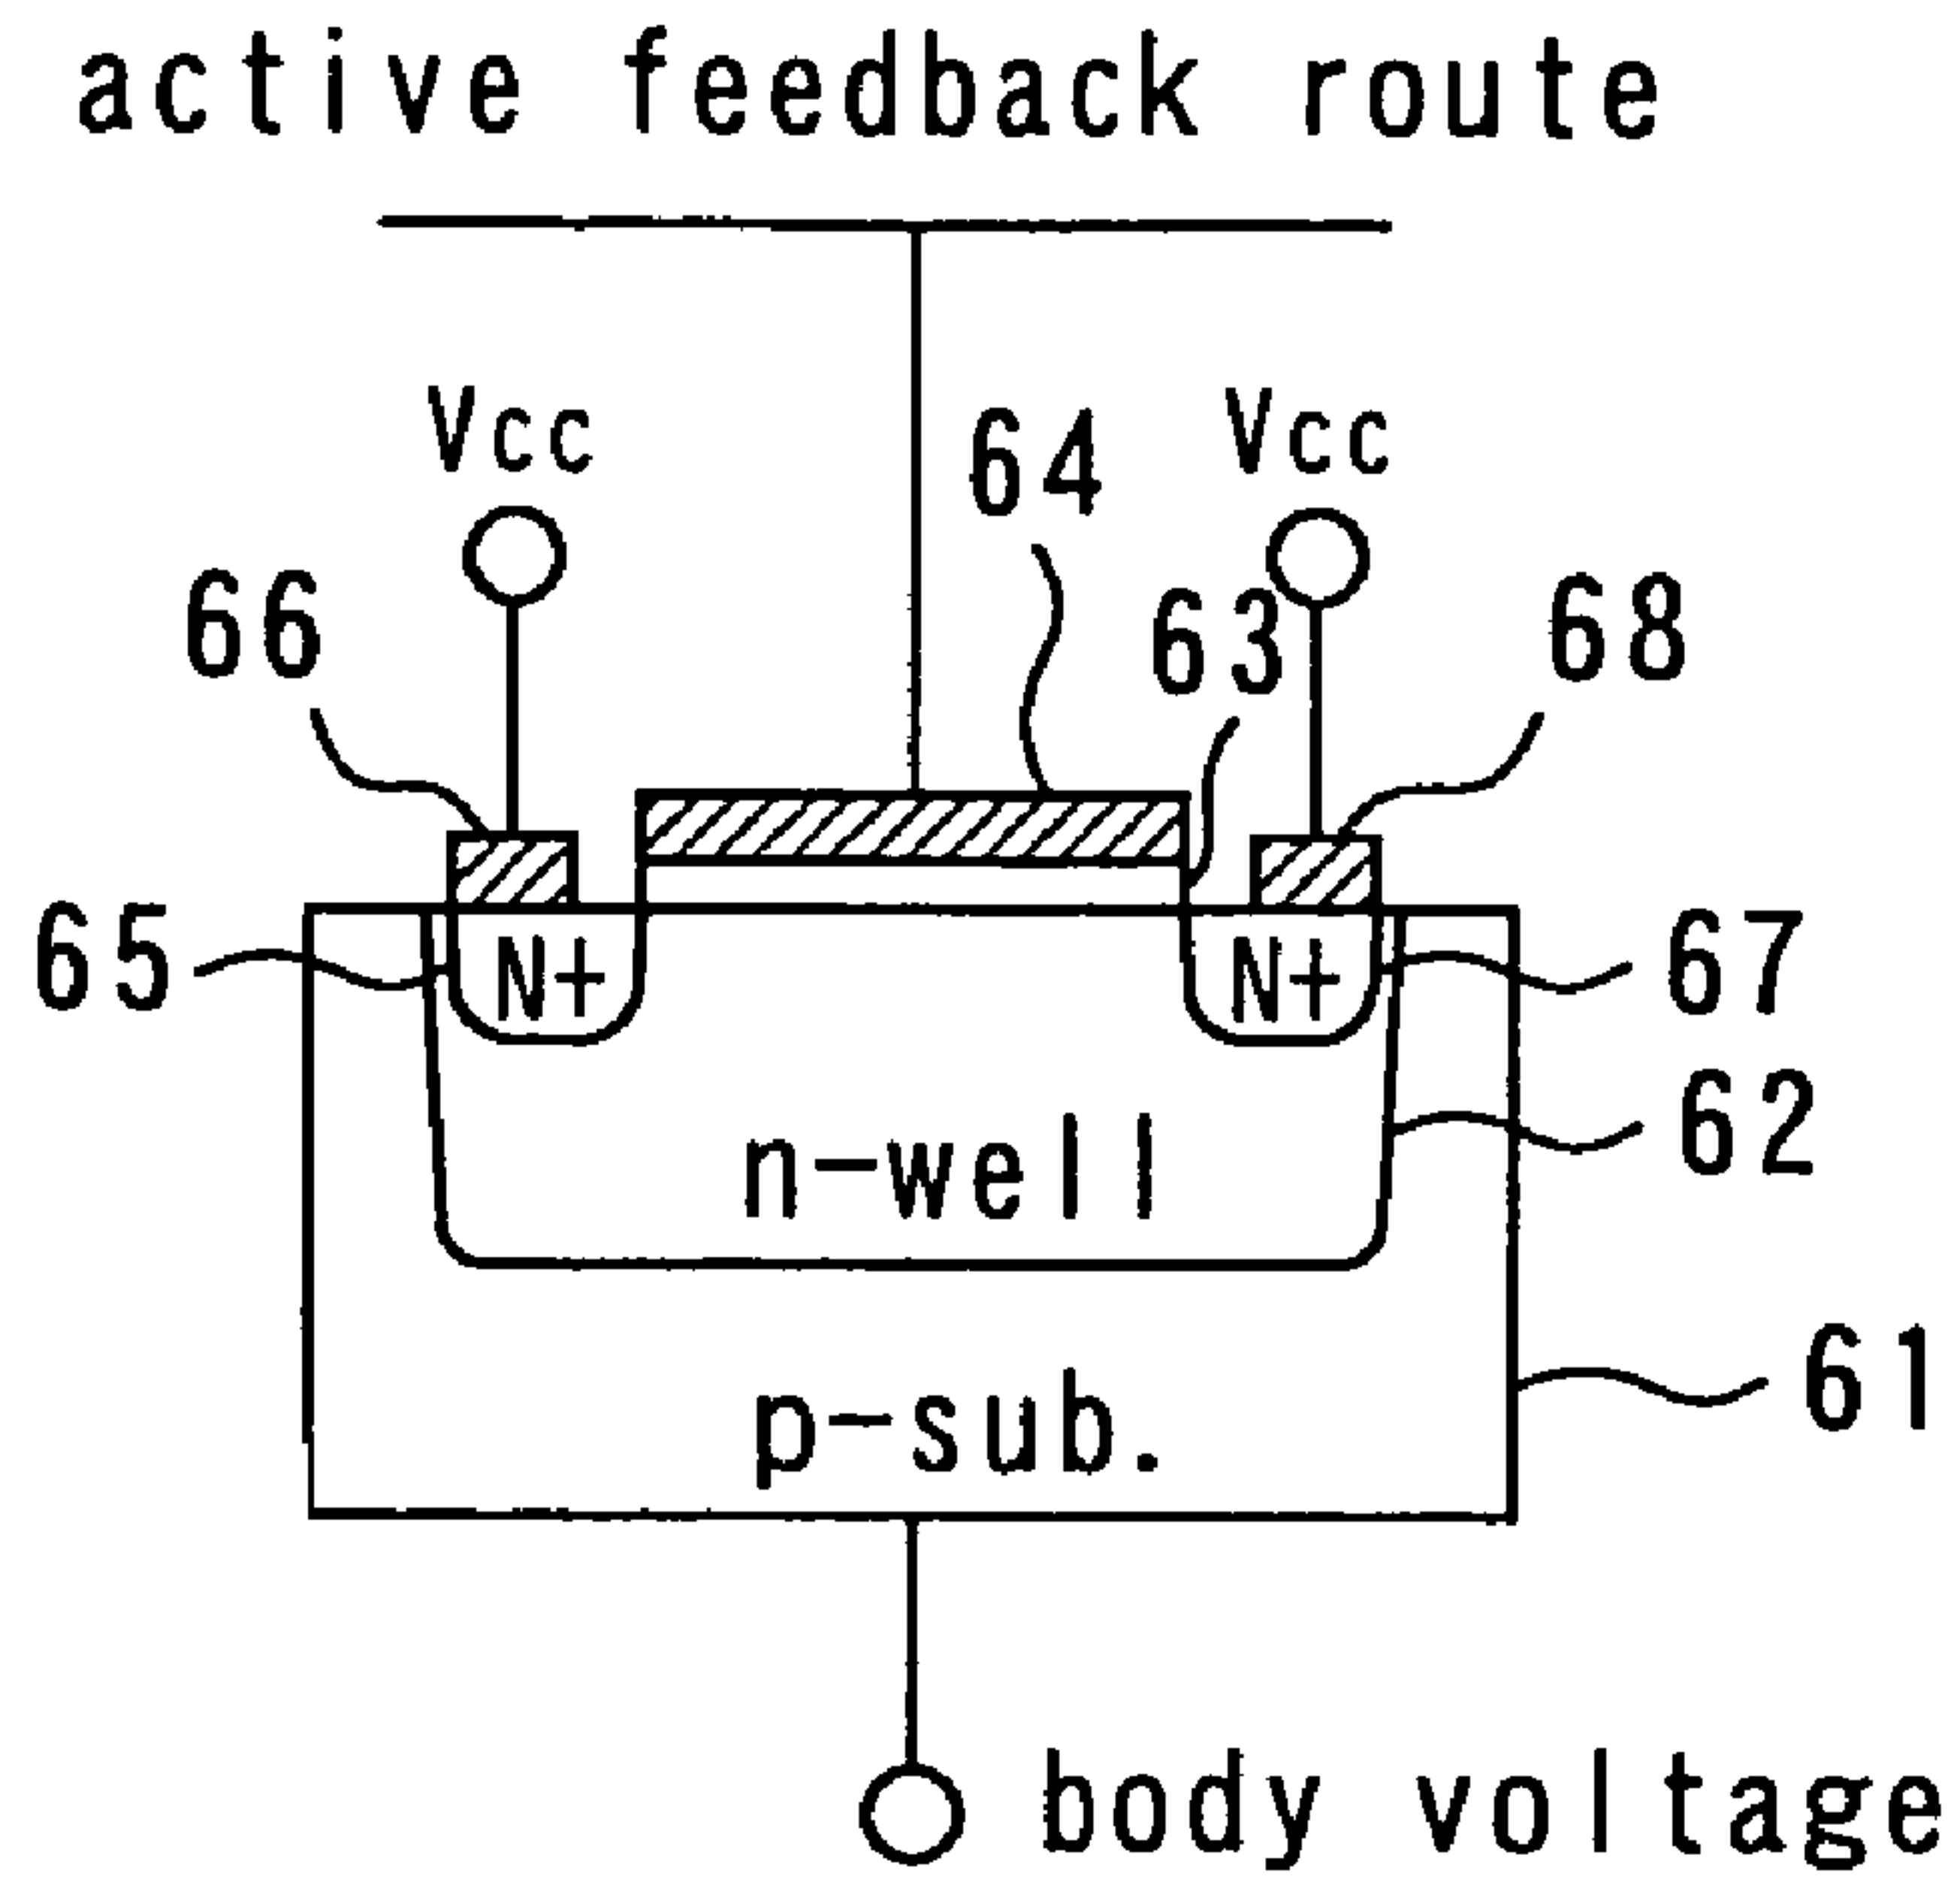 active feedback route
Vcc
64
Vcc
66
63
68
65
N+
N+
67
n-well
62
p-sub.
61
body voltage